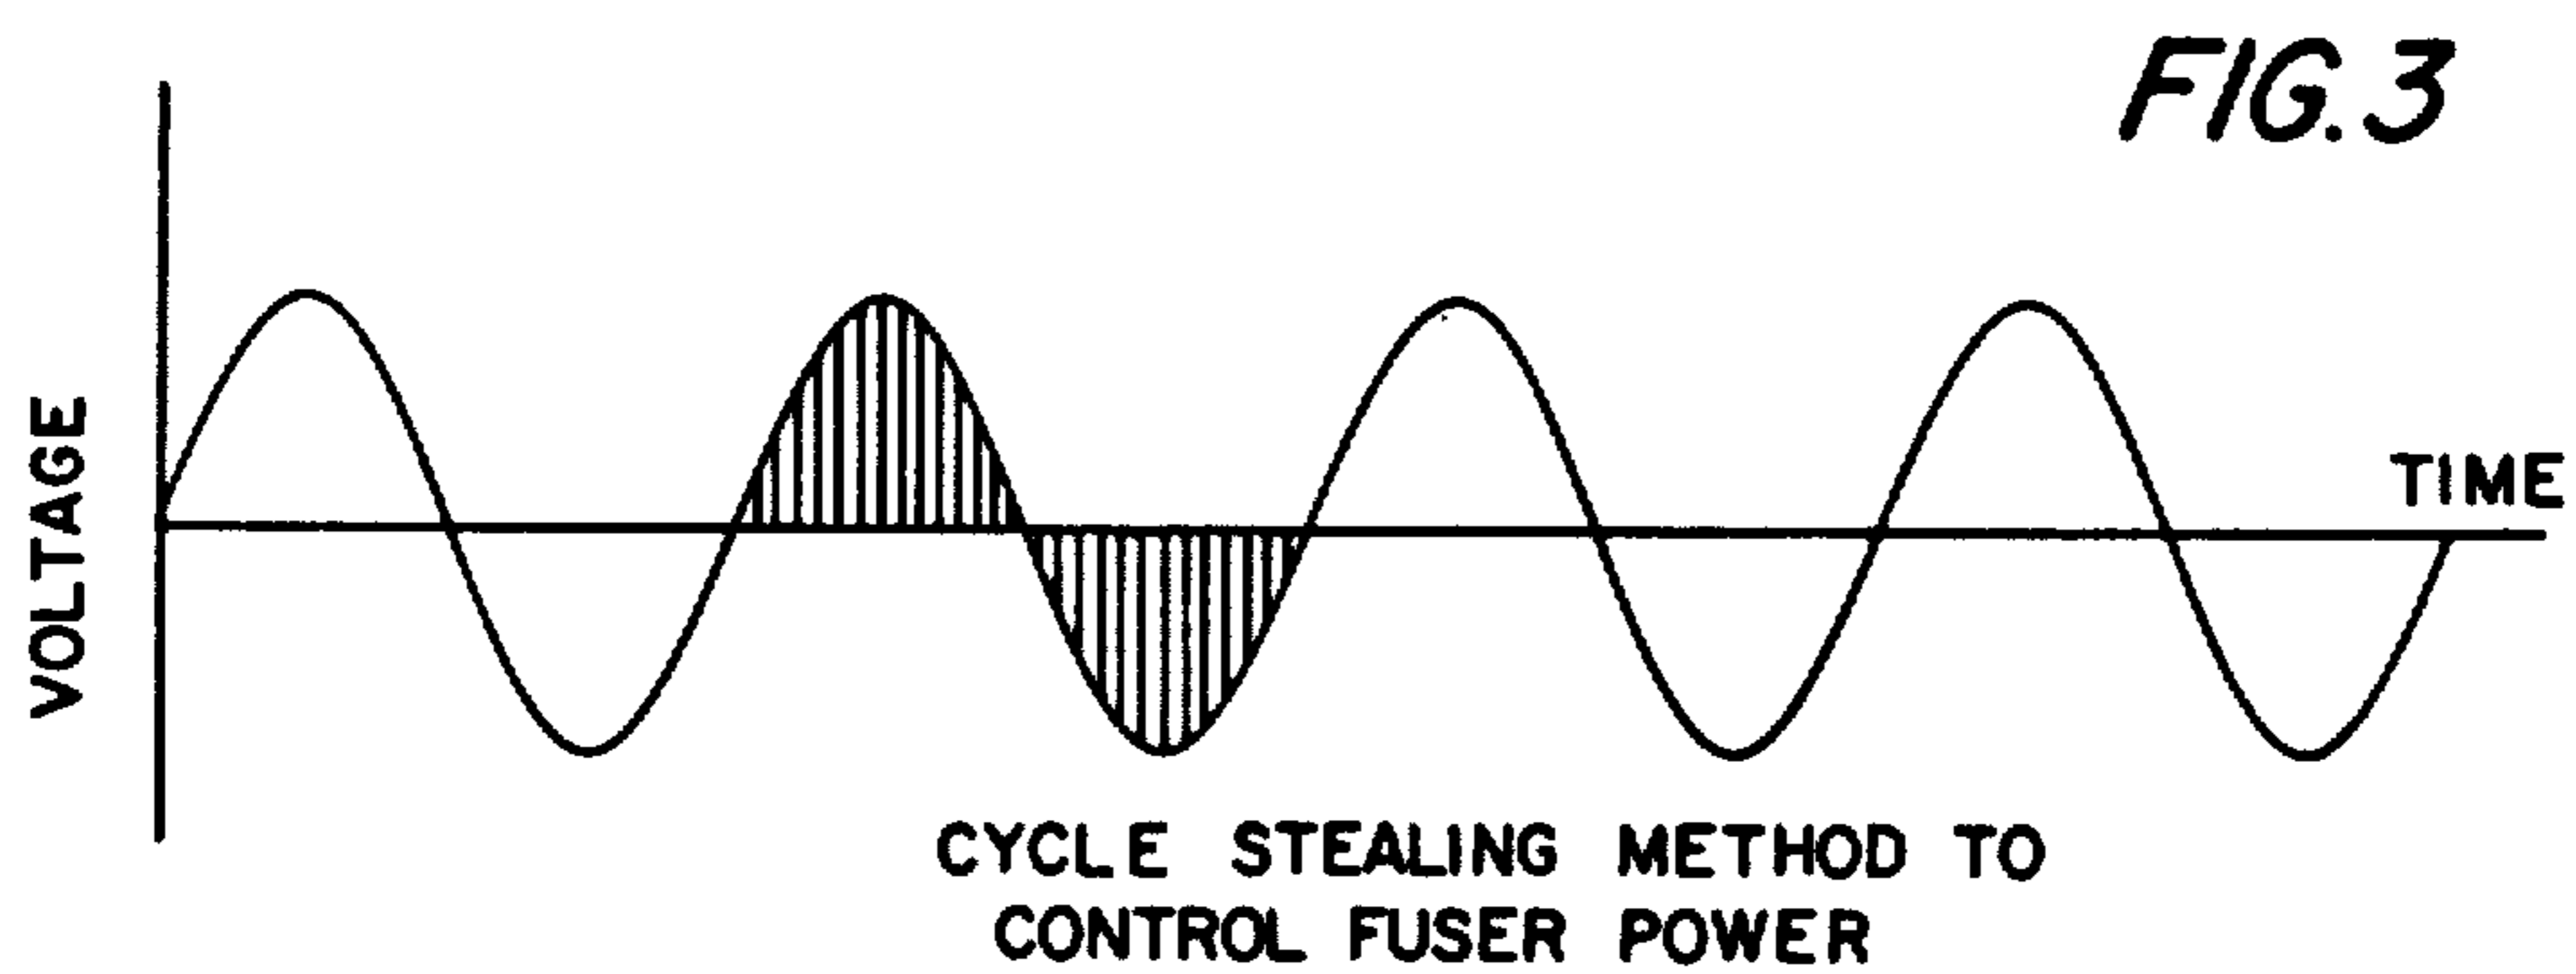 FIG.3
VOLTAGE
TIME
CYCLE STEALING METHOD TO
CONTROL FUSER POWER